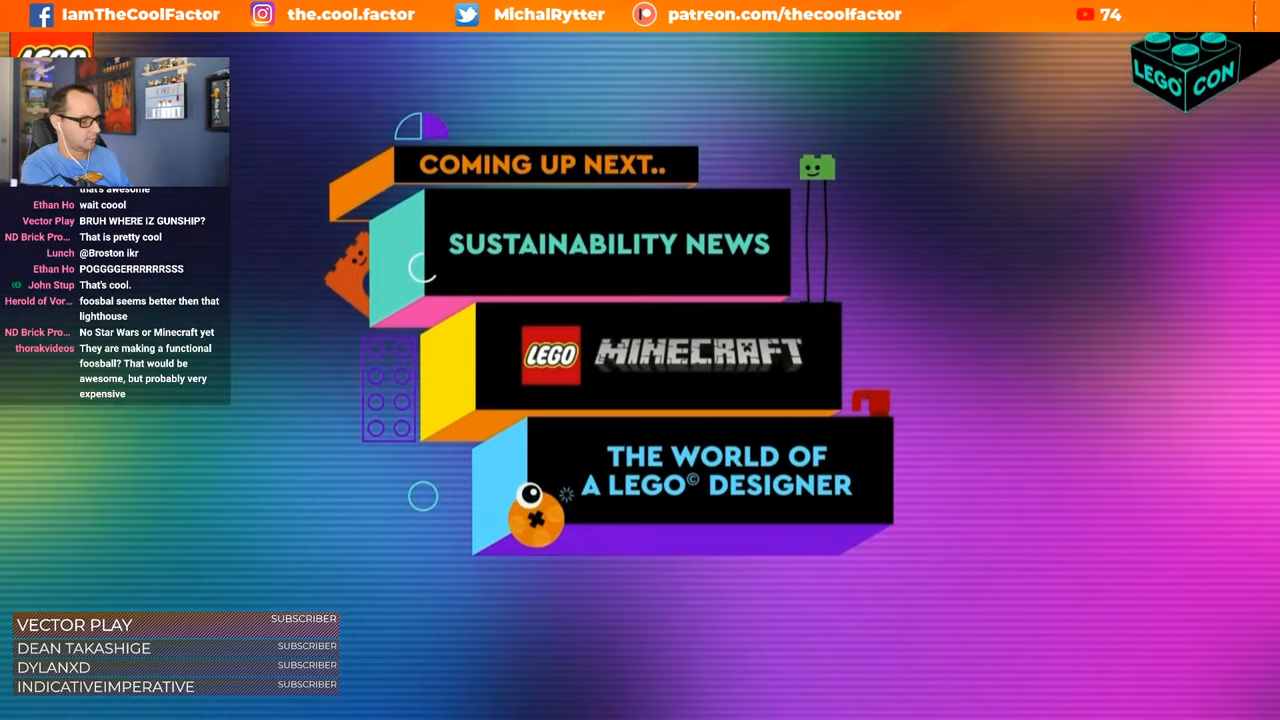 IamTheCoolFactor the.cool.factor MichalRytter patreon.com/thecoolfactor 74
LEGO
LEGO CON
COMING UP NEXT..
SUSTAINABILITY NEWS
LEGO MINECRAFT
THE WORLD OF
A LEGO© DESIGNER
that's awesome
Ethan Ho wait coool
Vector Play BRUH WHERE IZ GUNSHIP?
ND Brick Pro... That is pretty cool
Lunch @Broston ikr
Ethan Ho POGGGGERRRRRRSSS
John Stup That's cool.
Herold of Vor... foosbal seems better then that
lighthouse
ND Brick Pro... No Star Wars or Minecraft yet
thorakvideos They are making a functional
foosball? That would be
awesome, but probably very
expensive
VECTOR PLAY SUBSCRIBER
DEAN TAKASHIGE SUBSCRIBER
DYLANXD SUBSCRIBER
INDICATIVEIMPERATIVE SUBSCRIBER